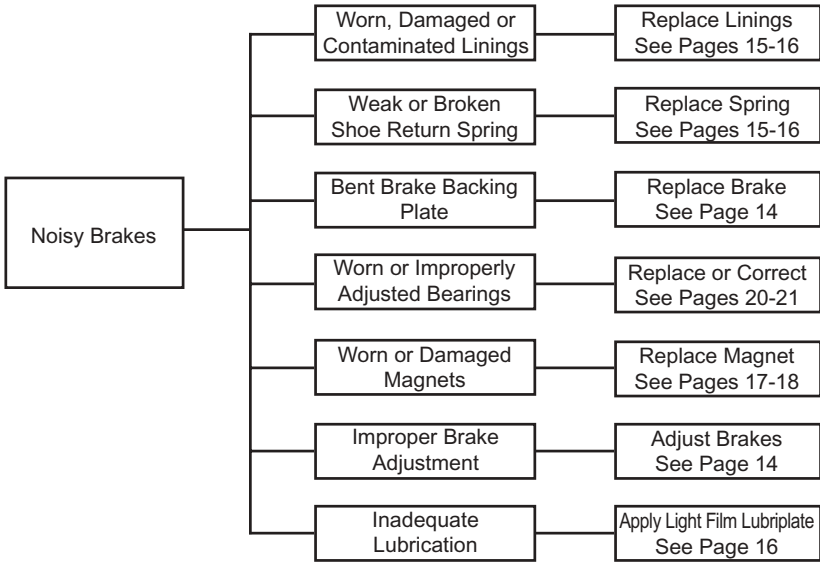 Noisy Brakes
Worn, Damaged or
Contaminated Linings
Replace Linings
See Pages 15-16
Weak or Broken
Shoe Return Spring
Replace Spring
See Pages 15-16
Bent Brake Backing
Plate
Replace Brake
See Page 14
Worn or Improperly
Adjusted Bearings
Replace or Correct
See Pages 20-21
Worn or Damaged
Magnets
Replace Magnet
See Pages 17-18
Improper Brake
Adjustment
Adjust Brakes
See Page 14
Inadequate
Lubrication
Apply Light Film Lubriplate
See Page 16